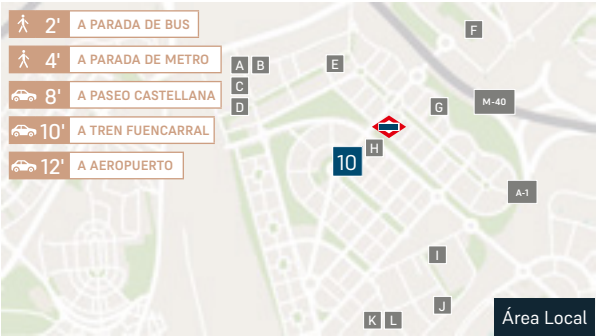 2' A PARADA DE BUS
4' A PARADA DE METRO
8' A PASEO CASTELLANA
10' A TREN FUENCARRAL
12' A AEROPUERTO
F
A B
E
C
D
G
M-40
H
10
A-1
I
J
K L
Área Local